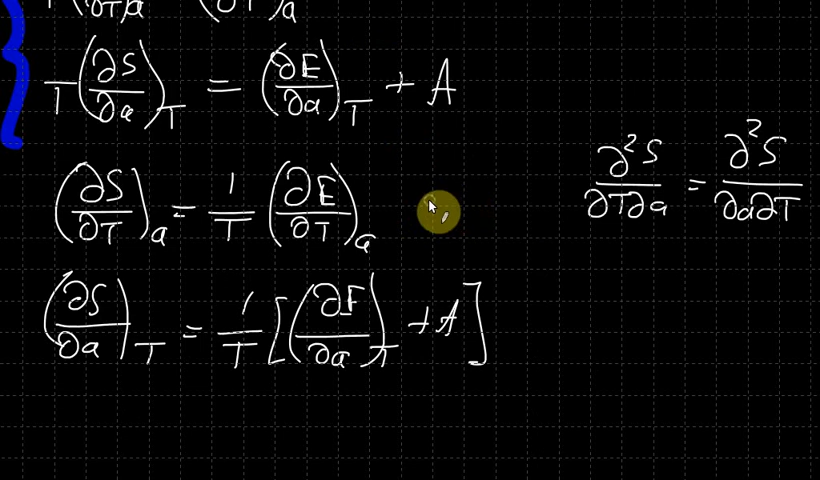 T(∂S/∂a)_T = (∂E/∂a)_T + A
∂²S/∂T∂a = ∂²S/∂a∂T
(∂S/∂T)_a = 1/T (∂E/∂T)_a
(∂S/∂a)_T = 1/T [(∂E/∂a)_T + A]